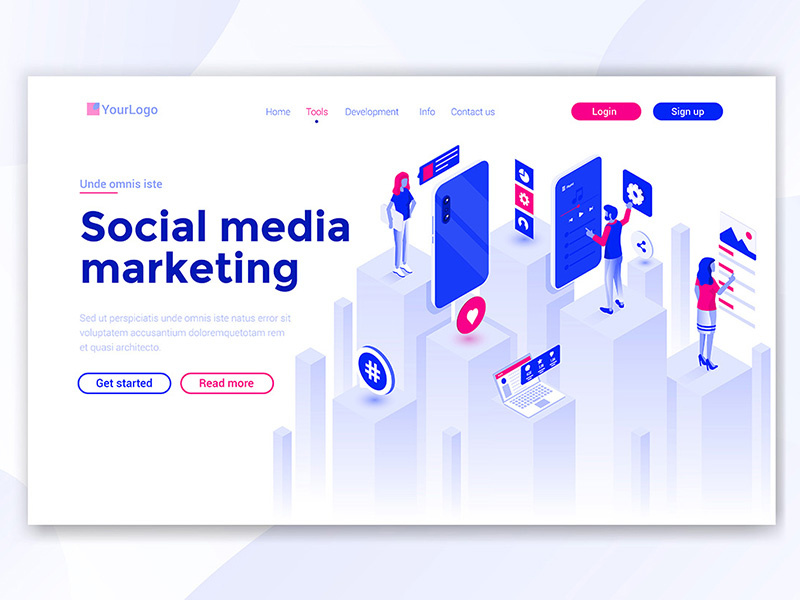 YourLogo
Home Tools Development Info Contact us
Login Sign up
Unde omnis iste
Social media
marketing
Sed ut perspiciatis unde omnis iste natus error sit
voluptatem accusantium doloremquetotam rem
et quasi architecto.
Get started Read more
#